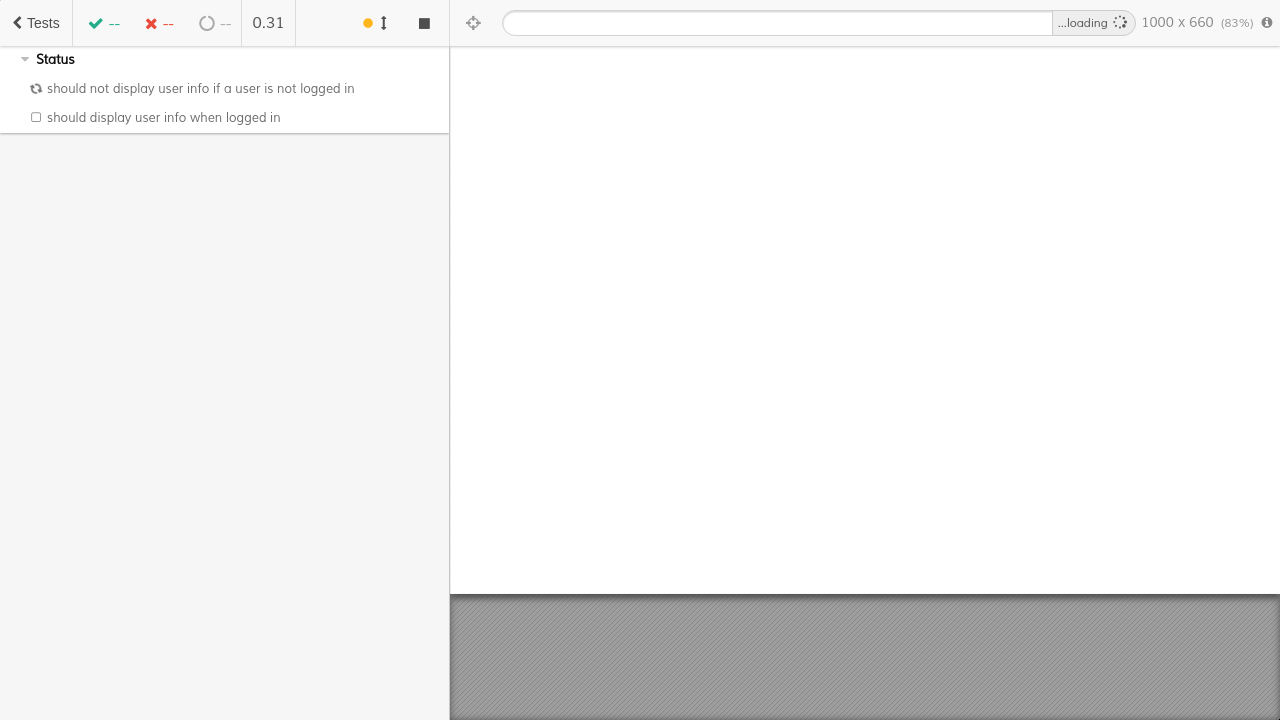 Tests -- -- -- 0.31 ...loading 1000 x 660 (83%)
Status
should not display user info if a user is not logged in
should display user info when logged in